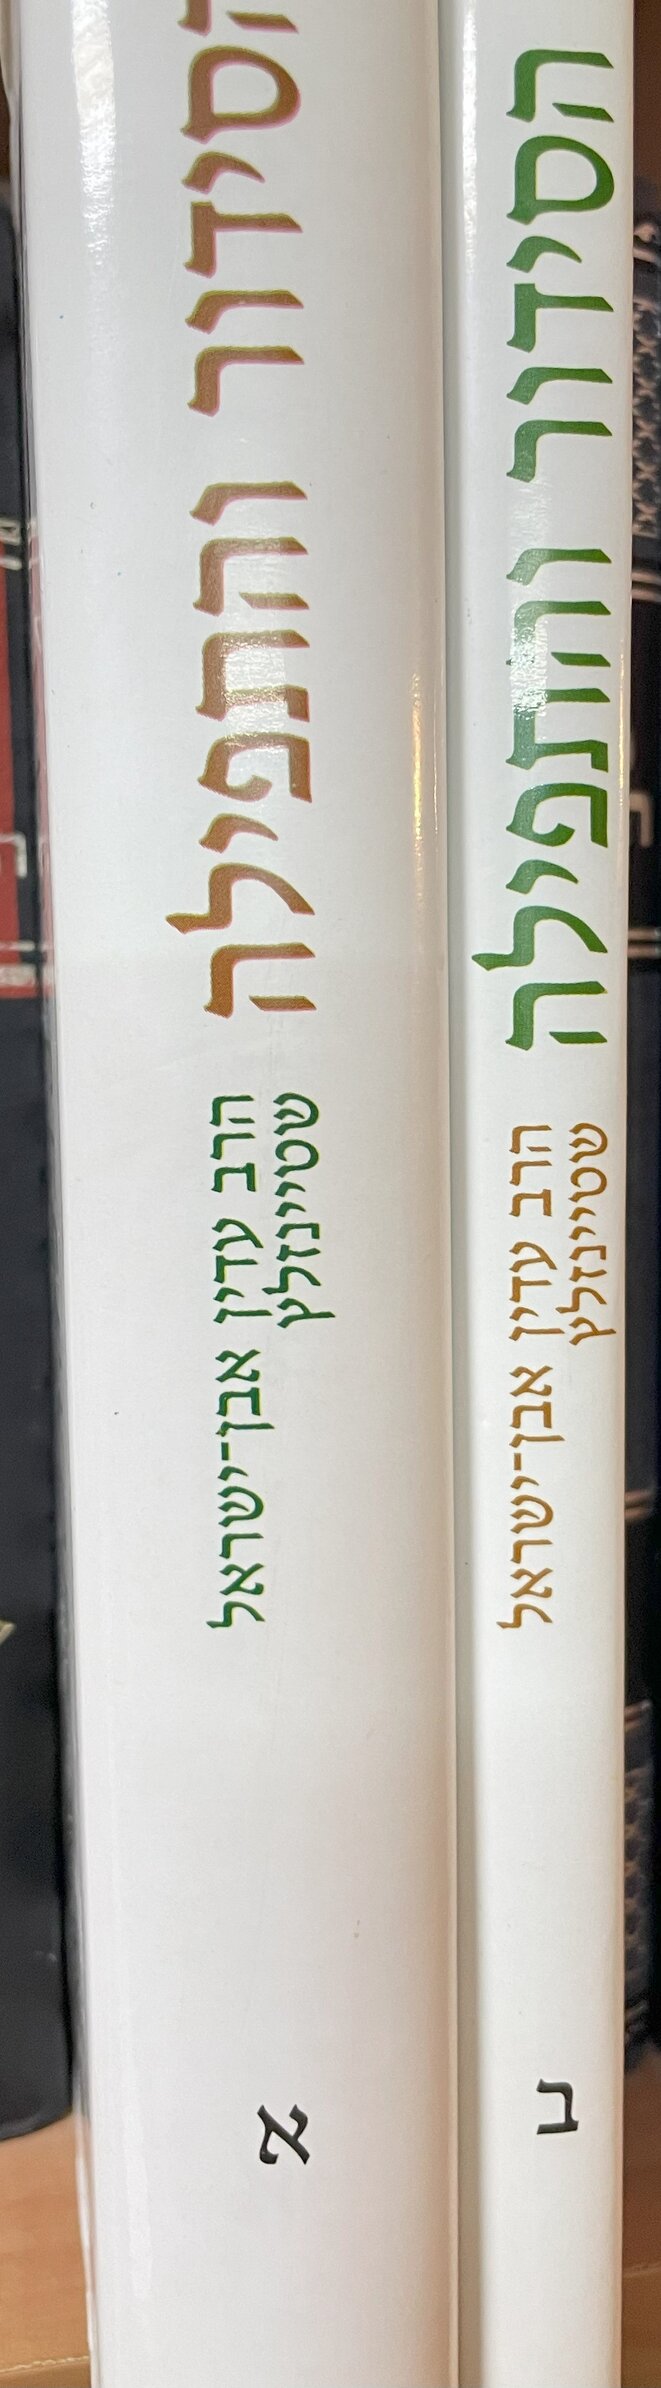 הסידור והתפילה
הרב עדין אבן־ישראל
שטיינזלץ
א
הסידור והתפילה
הרב עדין אבן־ישראל
שטיינזלץ
ב